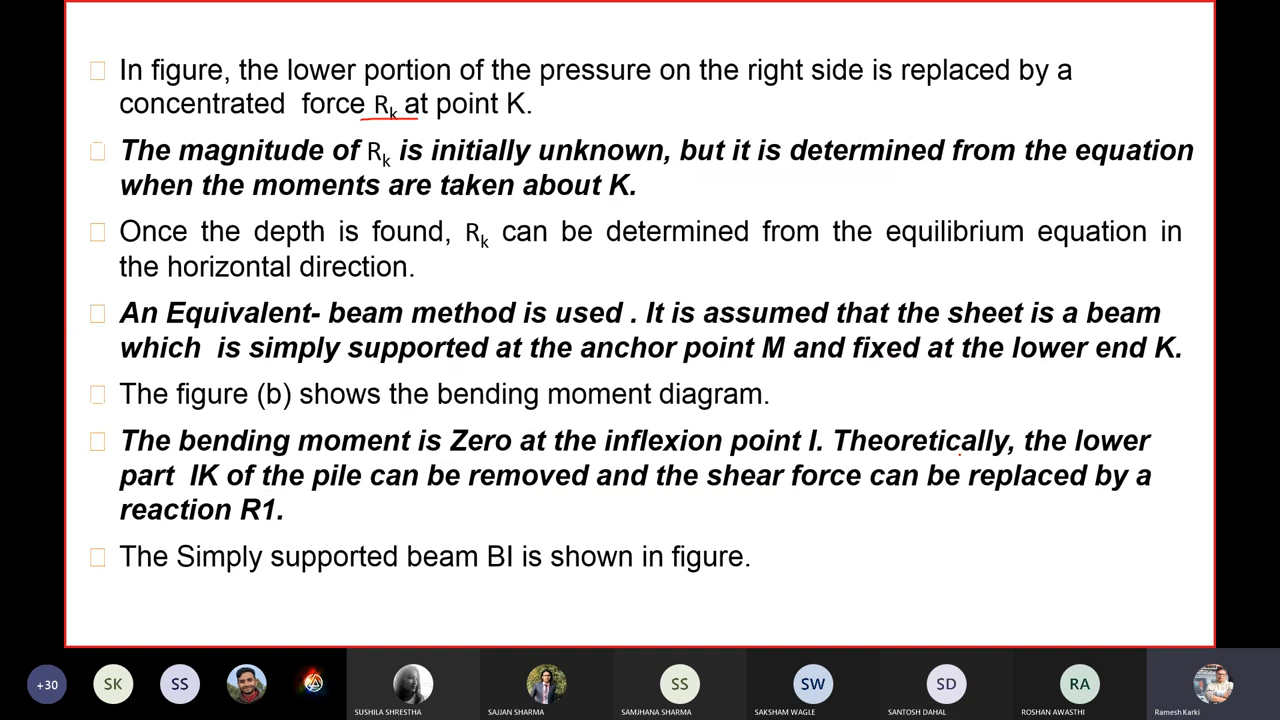 In figure, the lower portion of the pressure on the right side is replaced by a
concentrated force Rk at point K.
The magnitude of Rk is initially unknown, but it is determined from the equation
when the moments are taken about K.
Once the depth is found, Rk can be determined from the equilibrium equation in
the horizontal direction.
An Equivalent- beam method is used . It is assumed that the sheet is a beam
which is simply supported at the anchor point M and fixed at the lower end K.
The figure (b) shows the bending moment diagram.
The bending moment is Zero at the inflexion point I. Theoretically, the lower
part IK of the pile can be removed and the shear force can be replaced by a
reaction R1.
The Simply supported beam BI is shown in figure.
+30 SK SS SS SW SD RA
SUSHILA SHRESTHA SAJJAN SHARMA SAMJHANA SHARMA SAKSHAM WAGLE SANTOSH DAHAL ROSHAN AWASTHI Ramesh Karki